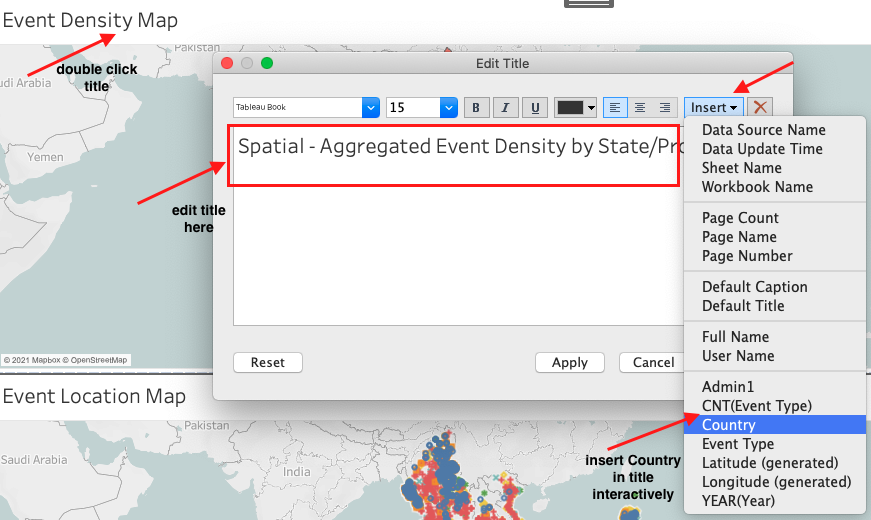 Event Density Map
Pakistan
double click
title
udi Arabia
Yemen
© 2021 Mapbox © OpenStreetMap
Edit Title
Tableau Book
15
B
I
U
Insert
Spatial - Aggregated Event Density by State/Pro
edit title
here
Reset
Apply
Cancel
Data Source Name
Data Update Time
Sheet Name
Workbook Name
Page Count
Page Name
Page Number
Default Caption
Default Title
Full Name
User Name
Admin1
CNT(Event Type)
Country
Event Type
Latitude (generated)
Longitude (generated)
YEAR(Year)
Event Location Map
Pakistan
Saudi Arabia
India
insert Country
in title
interactively